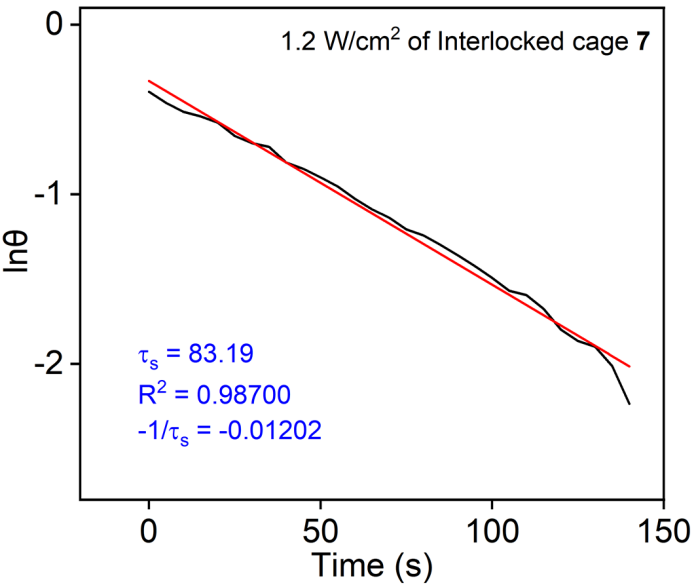 1.2 W/cm² of Interlocked cage 7
0
-1
-2
lnθ
τs = 83.19
R² = 0.98700
-1/τs = -0.01202
0 50 100 150
Time (s)